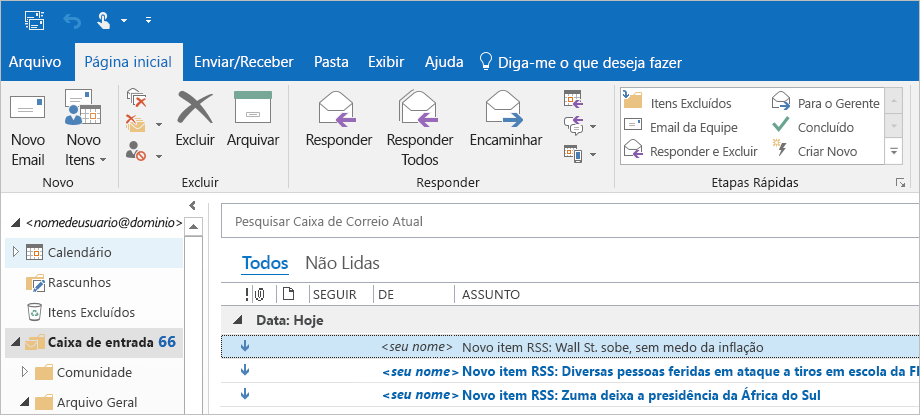 Arquivo Página inicial Enviar/Receber Pasta Exibir Ajuda Diga-me o que deseja fazer
Novo Email
Novo Itens
Excluir
Arquivar
Responder
Responder Todos
Encaminhar
Itens Excluídos
Para o Gerente
Email da Equipe
Concluído
Responder e Excluir
Criar Novo
Novo Excluir Responder Etapas Rápidas
<nomedeusuario@dominio>
Calendário
Rascunhos
Itens Excluídos
Caixa de entrada 66
Comunidade
Arquivo Geral
Pesquisar Caixa de Correio Atual
Todos Não Lidas
! SEGUIR DE ASSUNTO
Data: Hoje
<seu nome> Novo item RSS: Wall St. sobe, sem medo da inflação
<seu nome> Novo item RSS: Diversas pessoas feridas em ataque a tiros em escola da Fl
<seu nome> Novo item RSS: Zuma deixa a presidência da África do Sul